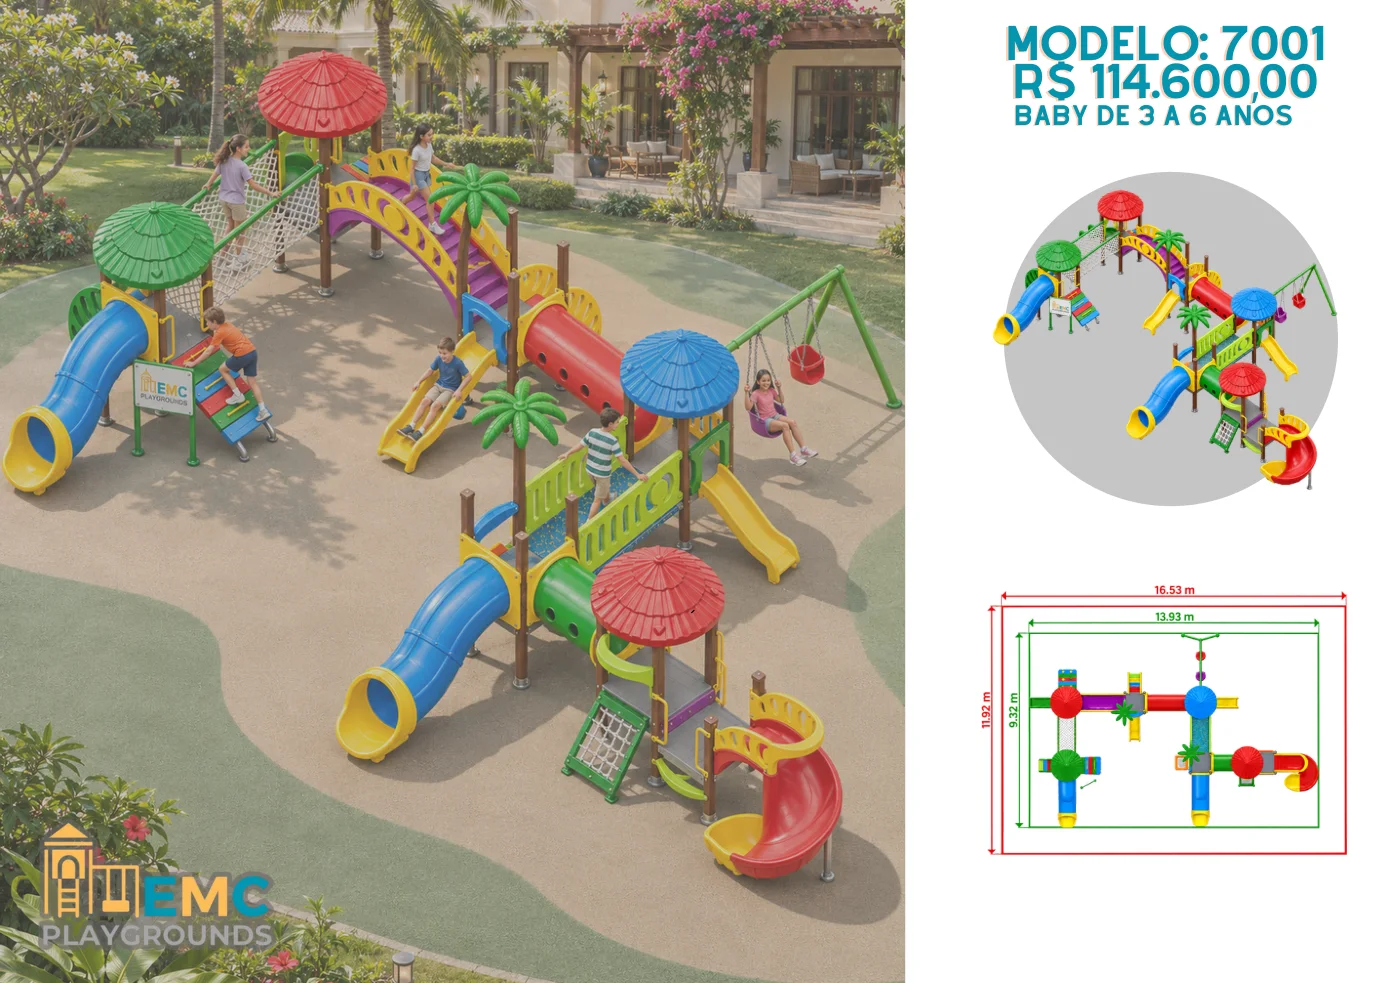 MODELO: 7001
R$ 114.600,00
BABY DE 3 A 6 ANOS
EMC
PLAYGROUNDS
16.53 m
13.93 m
11.92 m
9.32 m
EMC
PLAYGROUNDS